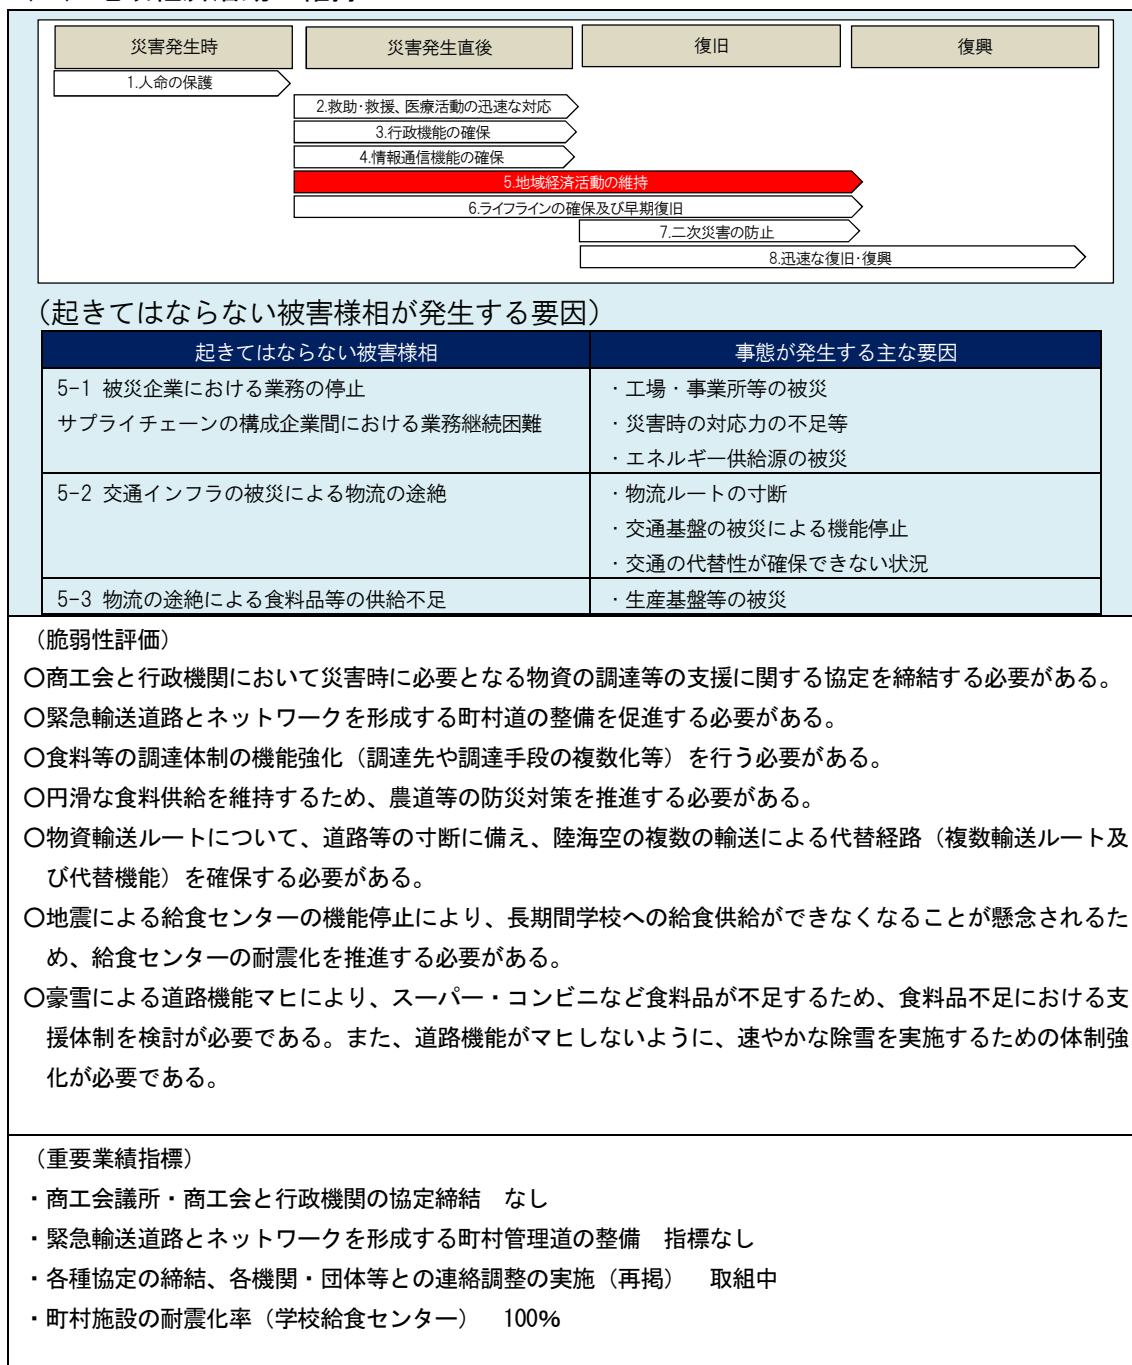 災害発生時
災害発生直後
復旧
復興
1.人命の保護
2.救助･救援、医療活動の迅速な対応
3.行政機能の確保
4.情報通信機能の確保
5.地域経済活動の維持
6.ライフラインの確保及び早期復旧
7.二次災害の防止
8.迅速な復旧･復興
（起きてはならない被害様相が発生する要因）
起きてはならない被害様相
事態が発生する主な要因
5-1 被災企業における業務の停止
サプライチェーンの構成企業間における業務継続困難
・工場・事業所等の被災
・災害時の対応力の不足等
・エネルギー供給源の被災
5-2 交通インフラの被災による物流の途絶
・物流ルートの寸断
・交通基盤の被災による機能停止
・交通の代替性が確保できない状況
5-3 物流の途絶による食料品等の供給不足
・生産基盤等の被災
（脆弱性評価）
〇商工会と行政機関において災害時に必要となる物資の調達等の支援に関する協定を締結する必要がある。
〇緊急輸送道路とネットワークを形成する町村道の整備を促進する必要がある。
〇食料等の調達体制の機能強化（調達先や調達手段の複数化等）を行う必要がある。
〇円滑な食料供給を維持するため、農道等の防災対策を推進する必要がある。
〇物資輸送ルートについて、道路等の寸断に備え、陸海空の複数の輸送による代替経路（複数輸送ルート及
び代替機能）を確保する必要がある。
〇地震による給食センターの機能停止により、長期間学校への給食供給ができなくなることが懸念されるた
め、給食センターの耐震化を推進する必要がある。
〇豪雪による道路機能マヒにより、スーパー・コンビニなど食料品が不足するため、食料品不足における支
援体制を検討が必要である。また、道路機能がマヒしないように、速やかな除雪を実施するための体制強
化が必要である。
（重要業績指標）
・商工会議所・商工会と行政機関の協定締結　なし
・緊急輸送道路とネットワークを形成する町村管理道の整備　指標なし
・各種協定の締結、各機関・団体等との連絡調整の実施（再掲）　取組中
・町村施設の耐震化率（学校給食センター）　100％